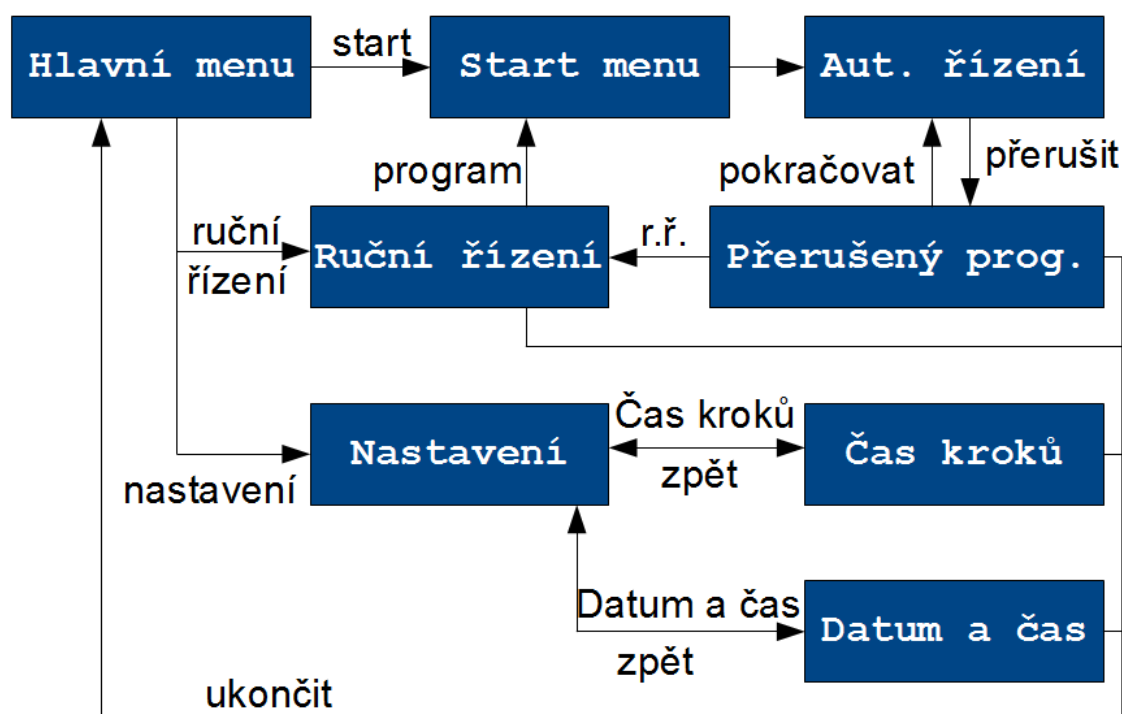 Hlavní menu
start
Start menu
Aut. řízení
program
pokračovat
přerušit
ruční
řízení
Ruční řízení
r.ř.
Přerušený prog.
nastavení
Nastavení
Čas kroků
zpět
Čas kroků
Datum a čas
zpět
Datum a čas
ukončit